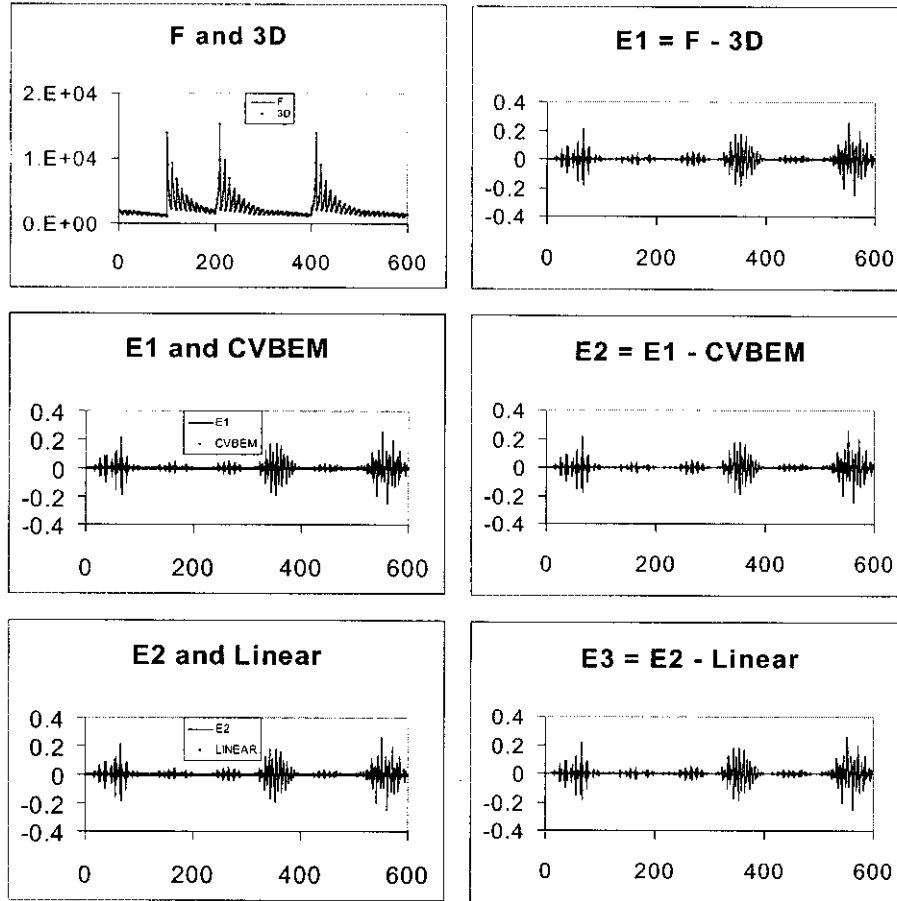 F and 3D
2.E+04
1.E+04
0.E+00
F
3D
0 200 400 600
E1 = F - 3D
0.4
0.2
0
-0.2
-0.4
0 200 400 600
E1 and CVBEM
0.4
0.2
0
-0.2
-0.4
E1
CVBEM
0 200 400 600
E2 = E1 - CVBEM
0.4
0.2
0
-0.2
-0.4
0 200 400 600
E2 and Linear
0.4
0.2
0
-0.2
-0.4
E2
LINEAR
0 200 400 600
E3 = E2 - Linear
0.4
0.2
0
-0.2
-0.4
0 200 400 600